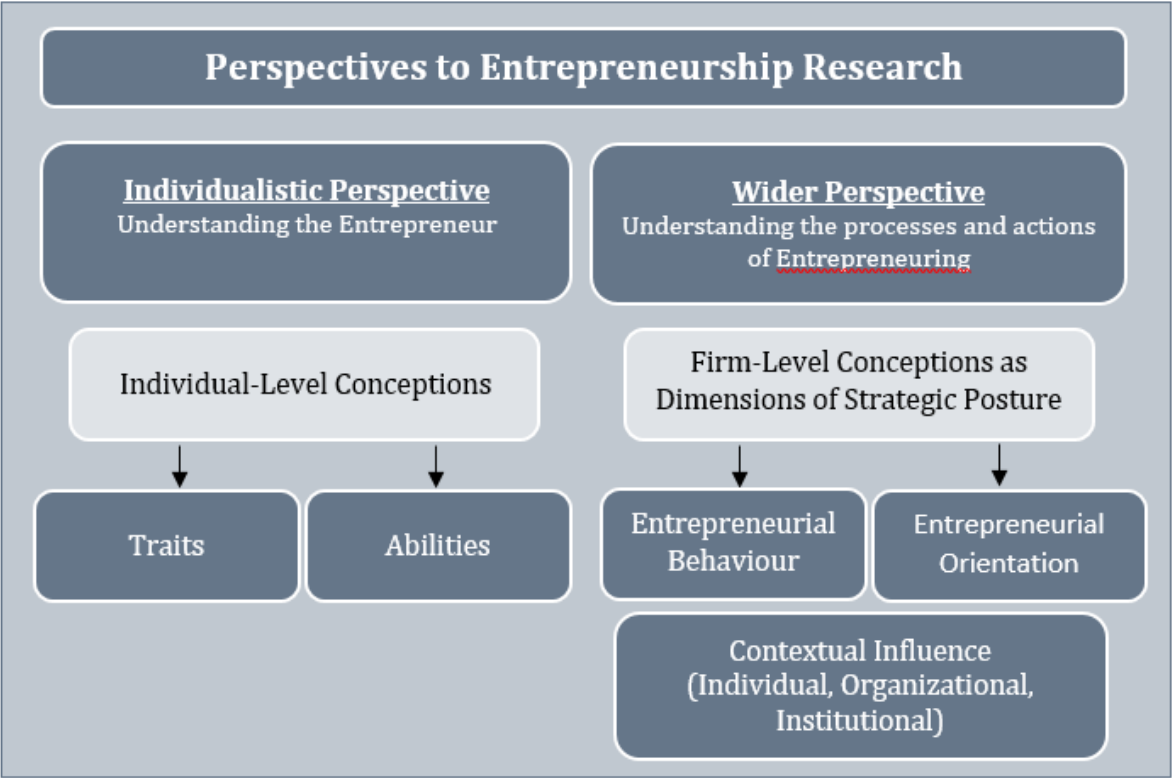 Perspectives to Entrepreneurship Research
Individualistic Perspective
Understanding the Entrepreneur
Wider Perspective
Understanding the processes and actions
of Entrepreneuring
Individual-Level Conceptions
Firm-Level Conceptions as
Dimensions of Strategic Posture
Traits
Abilities
Entrepreneurial
Behaviour
Entrepreneurial
Orientation
Contextual Influence
(Individual, Organizational,
Institutional)